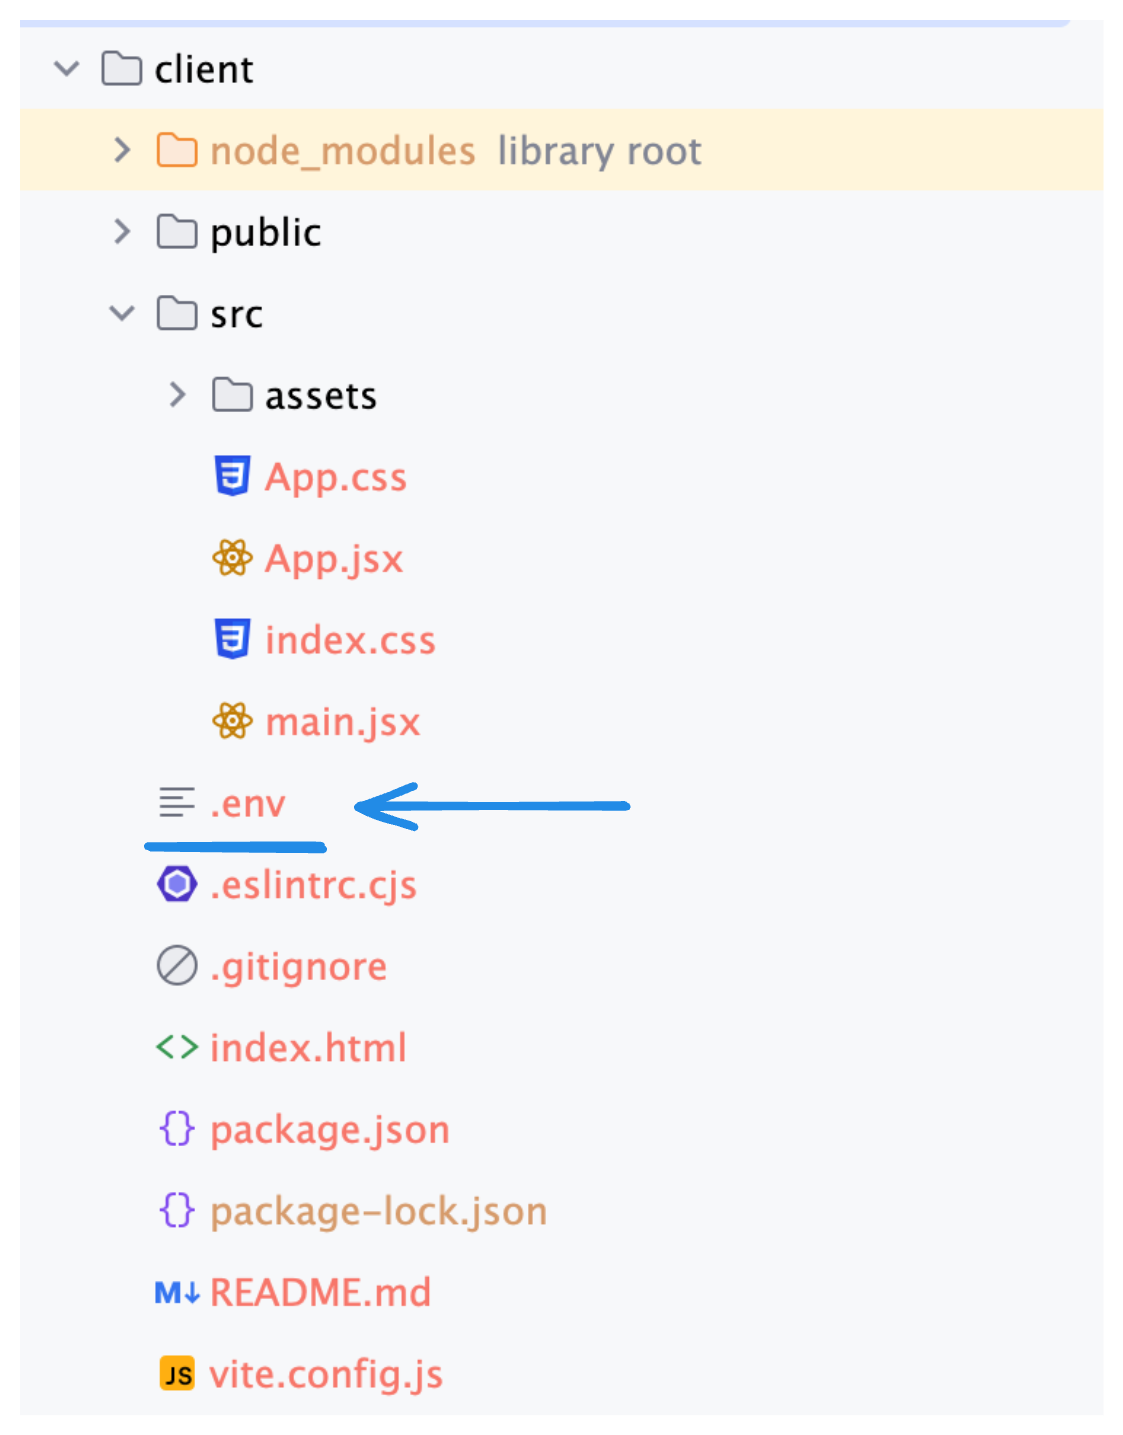 client
node_modules library root
public
src
assets
App.css
App.jsx
index.css
main.jsx
.env
.eslintrc.cjs
.gitignore
index.html
package.json
package-lock.json
M↓ README.md
JS vite.config.js